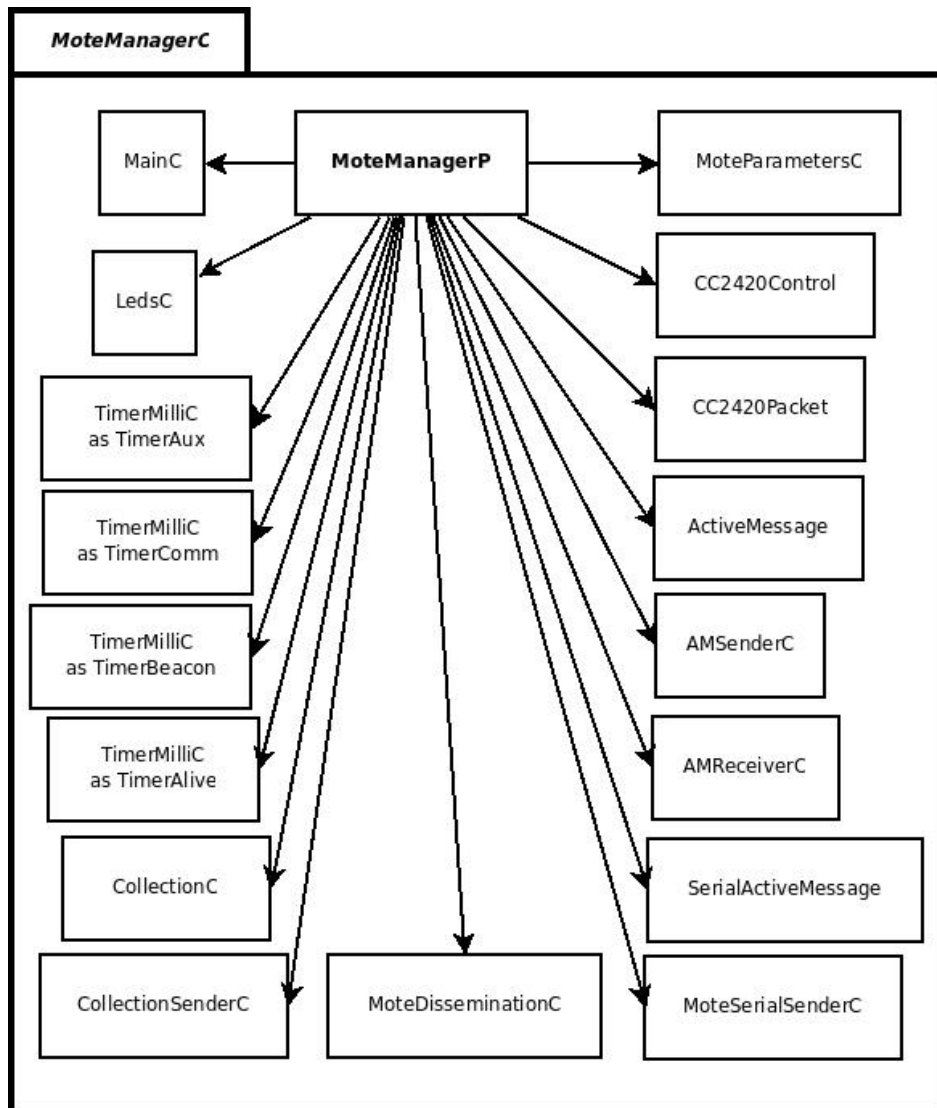 MoteManagerC
MainC
MoteManagerP
MoteParametersC
LedsC
CC2420Control
TimerMilliC
as TimerAux
CC2420Packet
TimerMilliC
as TimerComm
ActiveMessage
TimerMilliC
as TimerBeacon
AMSenderC
TimerMilliC
as TimerAlive
AMReceiverC
CollectionC
SerialActiveMessage
CollectionSenderC
MoteDisseminationC
MoteSerialSenderC